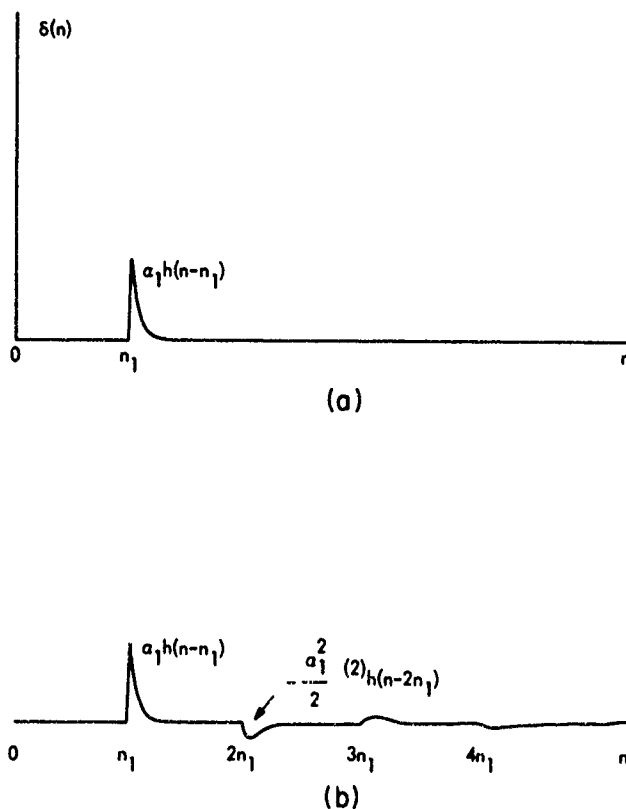 δ(n)
α₁h(n-n₁)
0 n₁ n
(a)
α₁h(n-n₁)
- α₁²/2 ⁽²⁾h(n-2n₁)
0 n₁ 2n₁ 3n₁ 4n₁ n
(b)